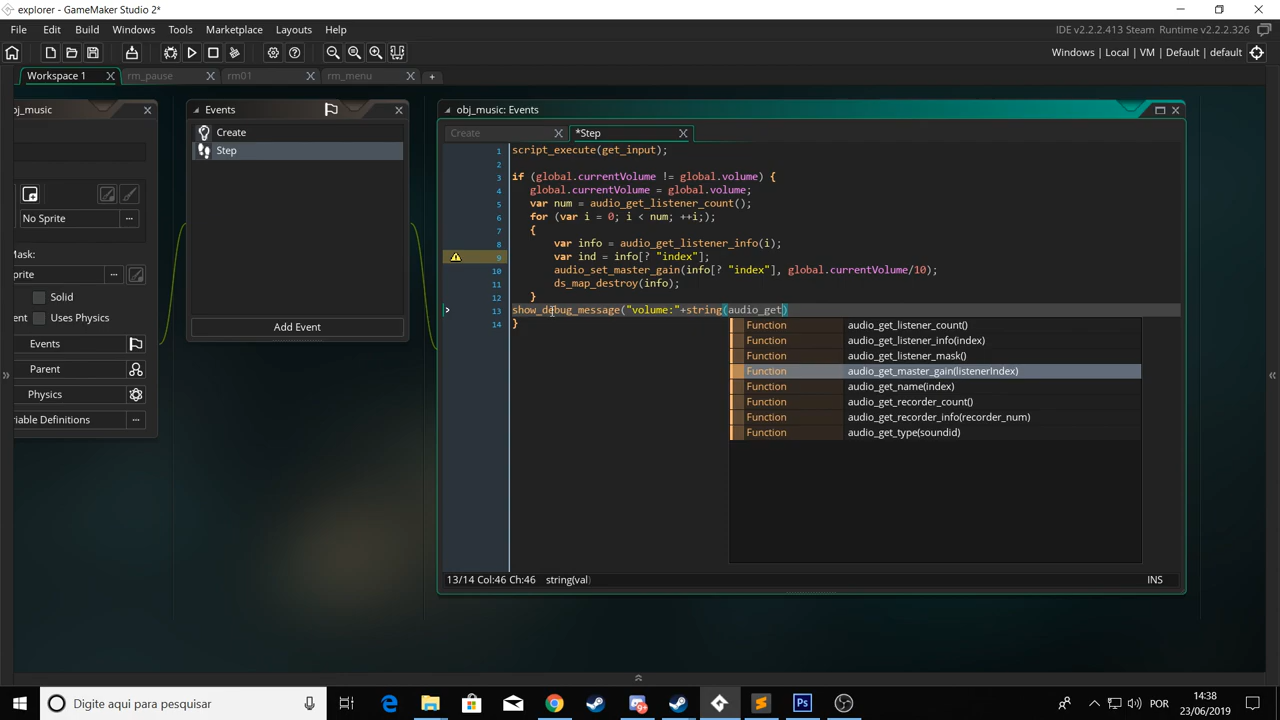 explorer - GameMaker Studio 2*
File Edit Build Windows Tools Marketplace Layouts Help
IDE v2.2.2.413 Steam Runtime v2.2.2.326
Windows | Local | VM | Default | default
Workspace 1 rm_pause rm01 rm_menu +
bj_music
Events
obj_music: Events
Create
Step
Create
*Step
No Sprite ...
Mask:
prite ...
Solid
ent Uses Physics
Events
Parent
Physics
riable Definitions ...
Add Event
1 script_execute(get_input);
2
3 if (global.currentVolume != global.volume) {
4 global.currentVolume = global.volume;
5 var num = audio_get_listener_count();
6 for (var i = 0; i < num; ++i;);
7 {
8 var info = audio_get_listener_info(i);
9 var ind = info[? "index"];
10 audio_set_master_gain(info[? "index"], global.currentVolume/10);
11 ds_map_destroy(info);
12 }
13 show_debug_message("volume:"+string(audio_get)
14 }
Function audio_get_listener_count()
Function audio_get_listener_info(index)
Function audio_get_listener_mask()
Function audio_get_master_gain(listenerIndex)
Function audio_get_name(index)
Function audio_get_recorder_count()
Function audio_get_recorder_info(recorder_num)
Function audio_get_type(soundid)
13/14 Col:46 Ch:46 string(val)
INS
Digite aqui para pesquisar
POR
14:38
23/06/2019